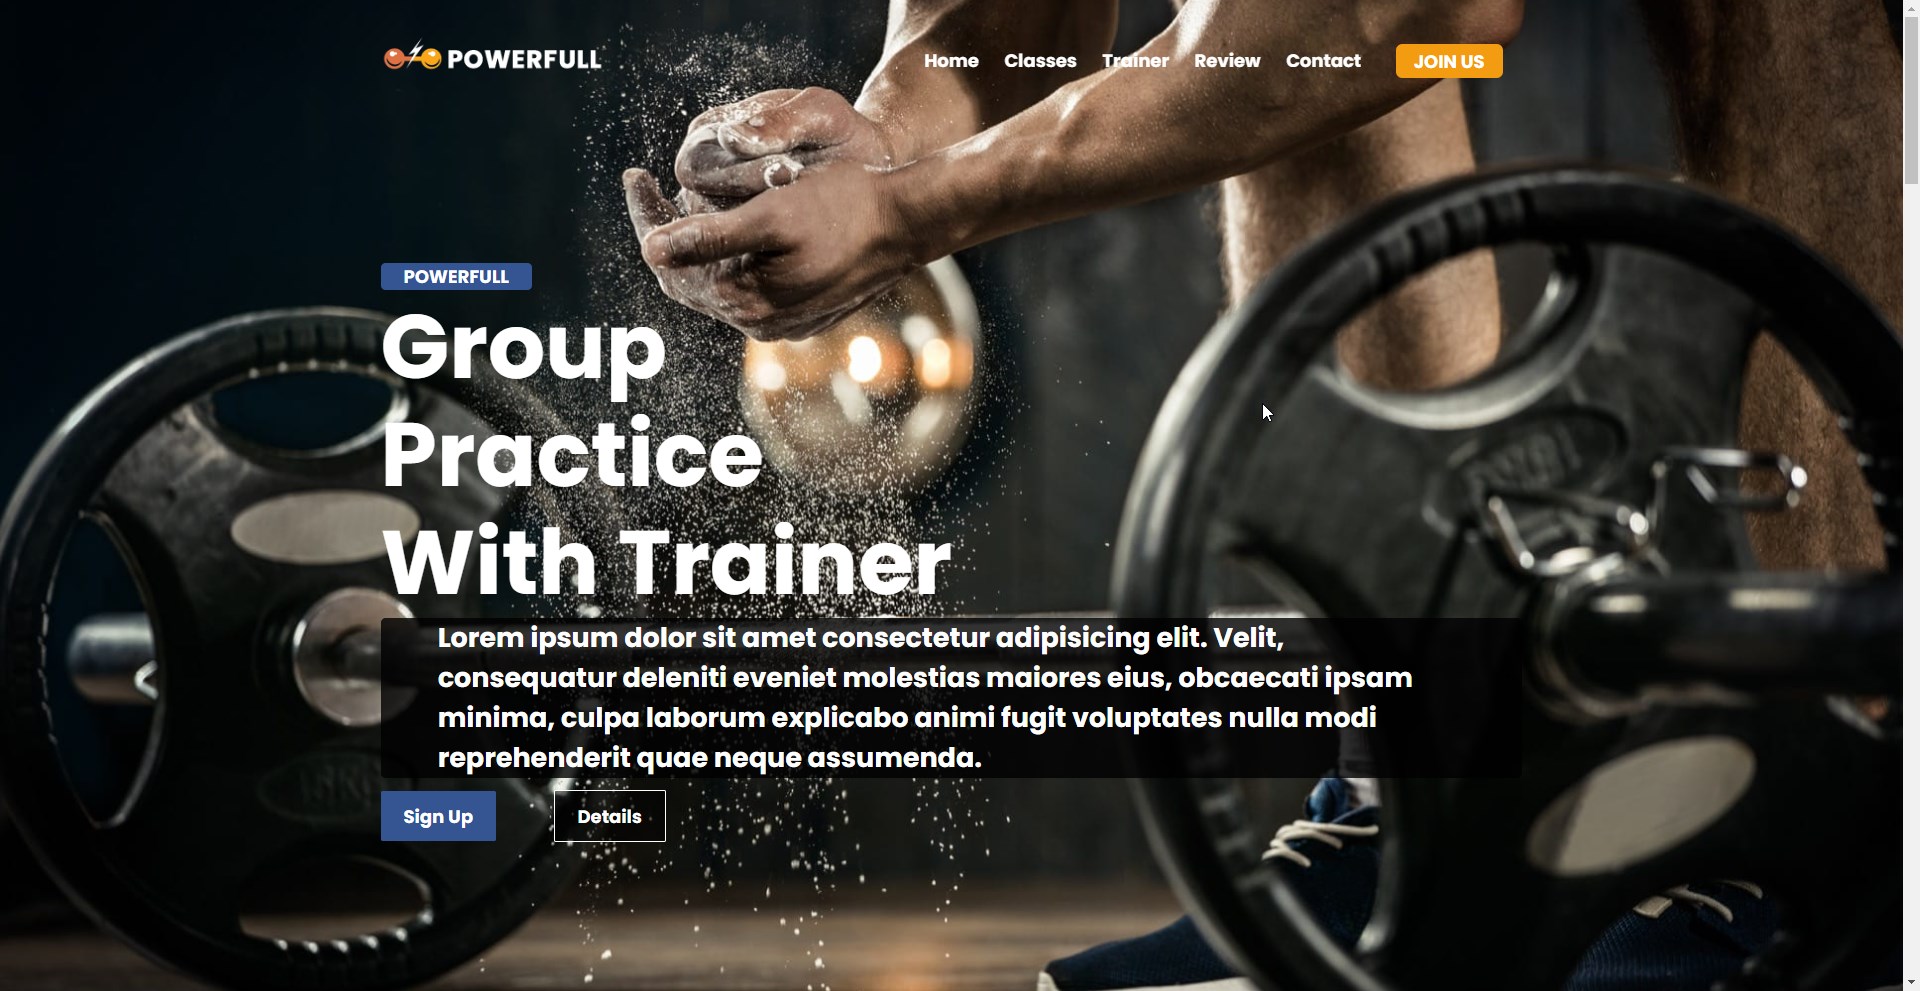 POWERFULL
Home Classes Trainer Review Contact JOIN US
POWERFULL
Group
Practice
With Trainer
Lorem ipsum dolor sit amet consectetur adipisicing elit. Velit,
consequatur deleniti eveniet molestias maiores eius, obcaecati ipsam
minima, culpa laborum explicabo animi fugit voluptates nulla modi
reprehenderit quae neque assumenda.
Sign Up Details